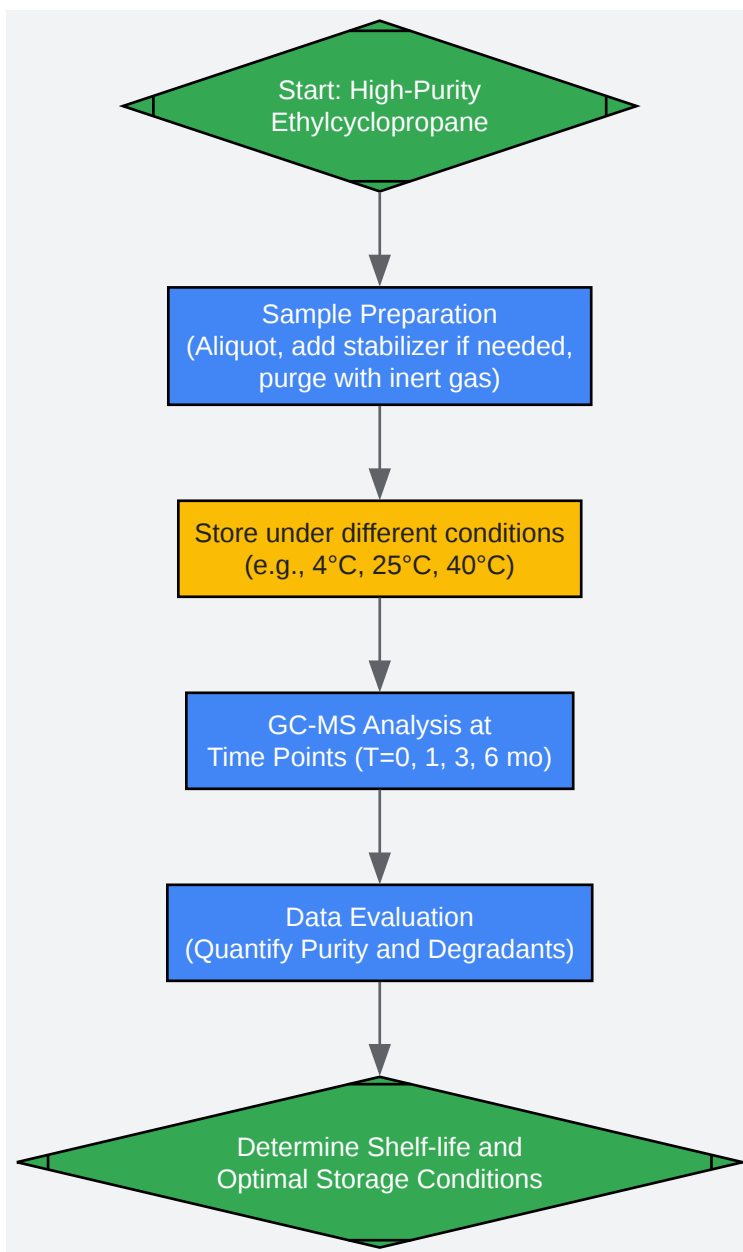 Start: High-Purity
Ethylcyclopropane
Sample Preparation
(Aliquot, add stabilizer if needed,
purge with inert gas)
Store under different conditions
(e.g., 4°C, 25°C, 40°C)
GC-MS Analysis at
Time Points (T=0, 1, 3, 6 mo)
Data Evaluation
(Quantify Purity and Degradants)
Determine Shelf-life and
Optimal Storage Conditions